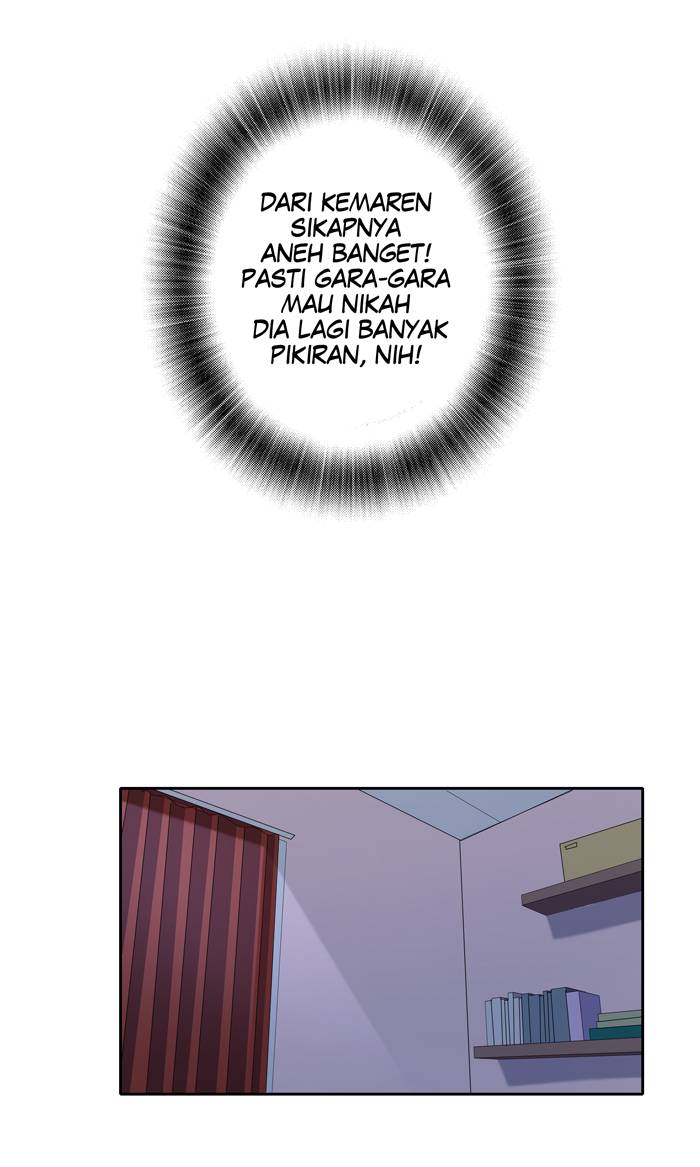 DARI KEMAREN
SIKAPNYA
ANEH BANGET!
PASTI GARA-GARA
MAU NIKAH
DIA LAGI BANYAK
PIKIRAN, NIH!